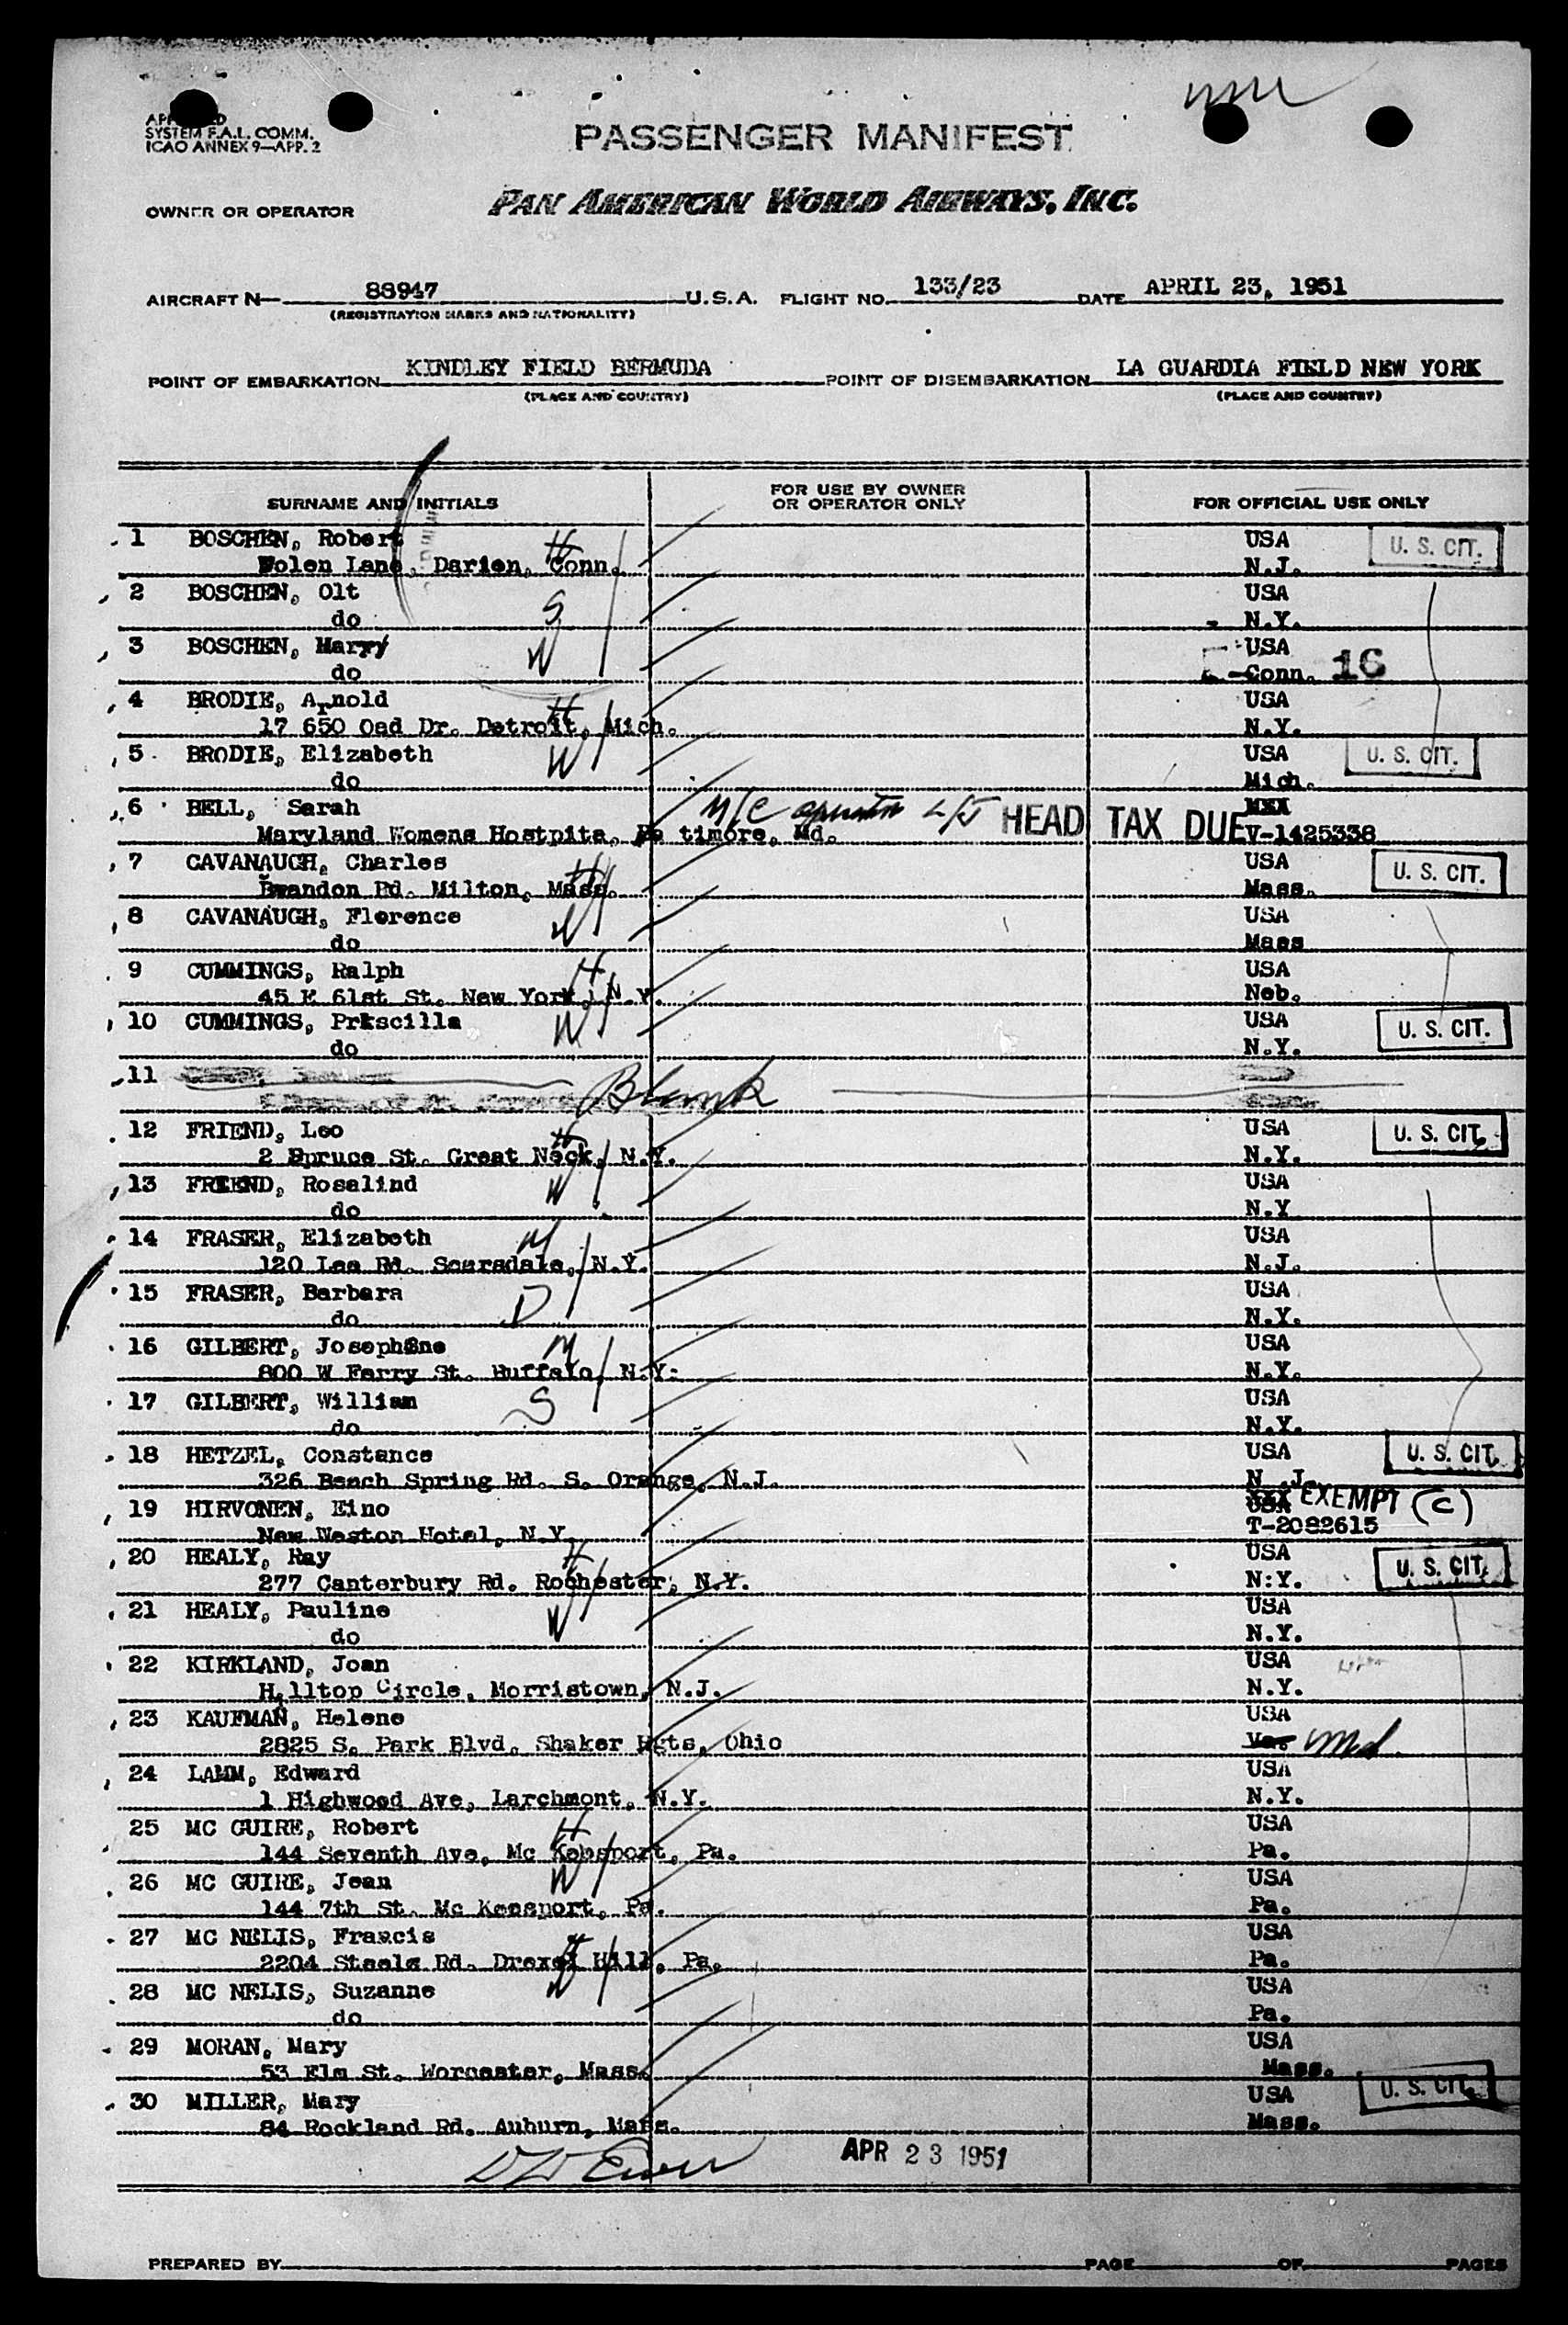 SYSTEM F.A.L. COMM.
ICAO ANNEX 9—APP. 2
PASSENGER MANIFEST
OWNER OR OPERATOR PAN AMERICAN WORLD AIRWAYS, INC.
AIRCRAFT N— 88947 U.S.A. FLIGHT NO. 133/23 DATE APRIL 23, 1951
(REGISTRATION MARKS AND NATIONALITY)
POINT OF EMBARKATION KINDLEY FIELD BERMUDA POINT OF DISEMBARKATION LA GUARDIA FIELD NEW YORK
(PLACE AND COUNTRY) (PLACE AND COUNTRY)
SURNAME AND INITIALS FOR USE BY OWNER OR OPERATOR ONLY FOR OFFICIAL USE ONLY
1 BOSCHEN, Robert H USA U. S. CIT.
Lane, Darien, Conn. N.J.
2 BOSCHEN, Olt S USA
do N.Y.
3 BOSCHEN, Mary W USA
do Conn. 16
4 BRODIE, Arnold H USA
17 650 Oad Dr. Detroit, Mich. N.Y.
5 BRODIE, Elizabeth W USA U. S. CIT.
do Mich.
6 BELL, Sarah HEAD TAX DUE
Maryland Womens Hostpita, timore, Md. V-1425338
7 CAVANAUGH, Charles H USA U. S. CIT.
Brandon Rd. Milton, Mass. Mass.
8 CAVANAUGH, Florence W USA
do Mass
9 CUMMINGS, Ralph H USA
45 E 61st St. New York, N.Y. Neb.
10 CUMMINGS, Priscilla W USA U. S. CIT.
do N.Y.
11 Blank
12 FRIEND, Leo H USA U. S. CIT.
2 Spruce St. Great Neck, N.Y. N.Y.
13 FRIEND, Rosalind W USA
do N.Y
14 FRASER, Elizabeth M USA
120 Lee Rd. Scarsdale, N.Y. N.J.
15 FRASER, Barbara D USA
do N.Y.
16 GILBERT, Josephine M USA
800 W Ferry St. Buffalo, N.Y. N.Y.
17 GILBERT, William S USA
do N.Y.
18 HETZEL, Constance USA U. S. CIT.
326 Beach Spring Rd. S. Orange, N.J. N.J.
19 HIRVONEN, Eino EXEMPT (C)
New Weston Hotel, N.Y. T-2082615
20 HEALY, Ray H USA U. S. CIT.
277 Canterbury Rd. Rochester, N.Y. N:Y.
21 HEALY, Pauline W USA
do N.Y.
22 KIRKLAND, Joan USA
Hilltop Circle, Morristown, N.J. N.Y.
23 KAUFMAN, Helene USA
2825 S. Park Blvd. Shaker Hgts, Ohio Va. Md.
24 LAMM, Edward USA
1 Highwood Ave, Larchmont, N.Y. N.Y.
25 MC GUIRE, Robert H USA
144 Seventh Ave, Mc Keesport, Pa. Pa.
26 MC GUIRE, Jean W USA
144 7th St. Mc Keesport, Pa. Pa.
27 MC NELIS, Francis H USA
2204 Steele Rd. Drexel Hill, Pa. Pa.
28 MC NELIS, Suzanne W USA
do Pa.
29 MORAN, Mary USA
53 Elm St. Worcester, Mass. Mass.
30 MILLER, Mary USA U. S. CIT.
84 Rockland Rd. Auburn, Mass. Mass.
APR 23 1951
PREPARED BY PAGE OF PAGES